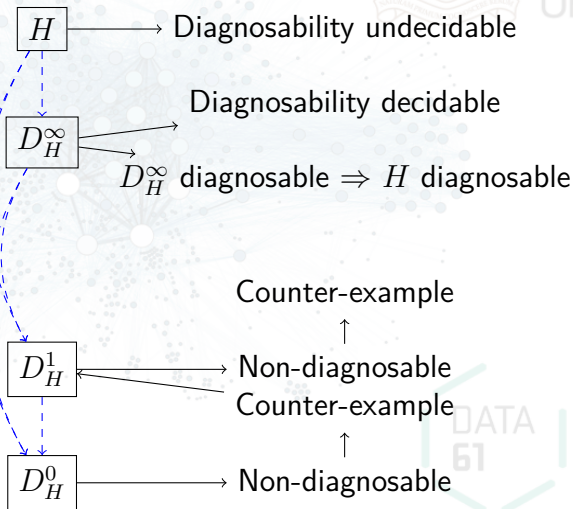 H → Diagnosability undecidable
Diagnosability decidable
D_H^∞
D_H^∞ diagnosable ⇒ H diagnosable
Counter-example
↑
D_H^1 Non-diagnosable
Counter-example
↑
D_H^0 Non-diagnosable
DATA
61